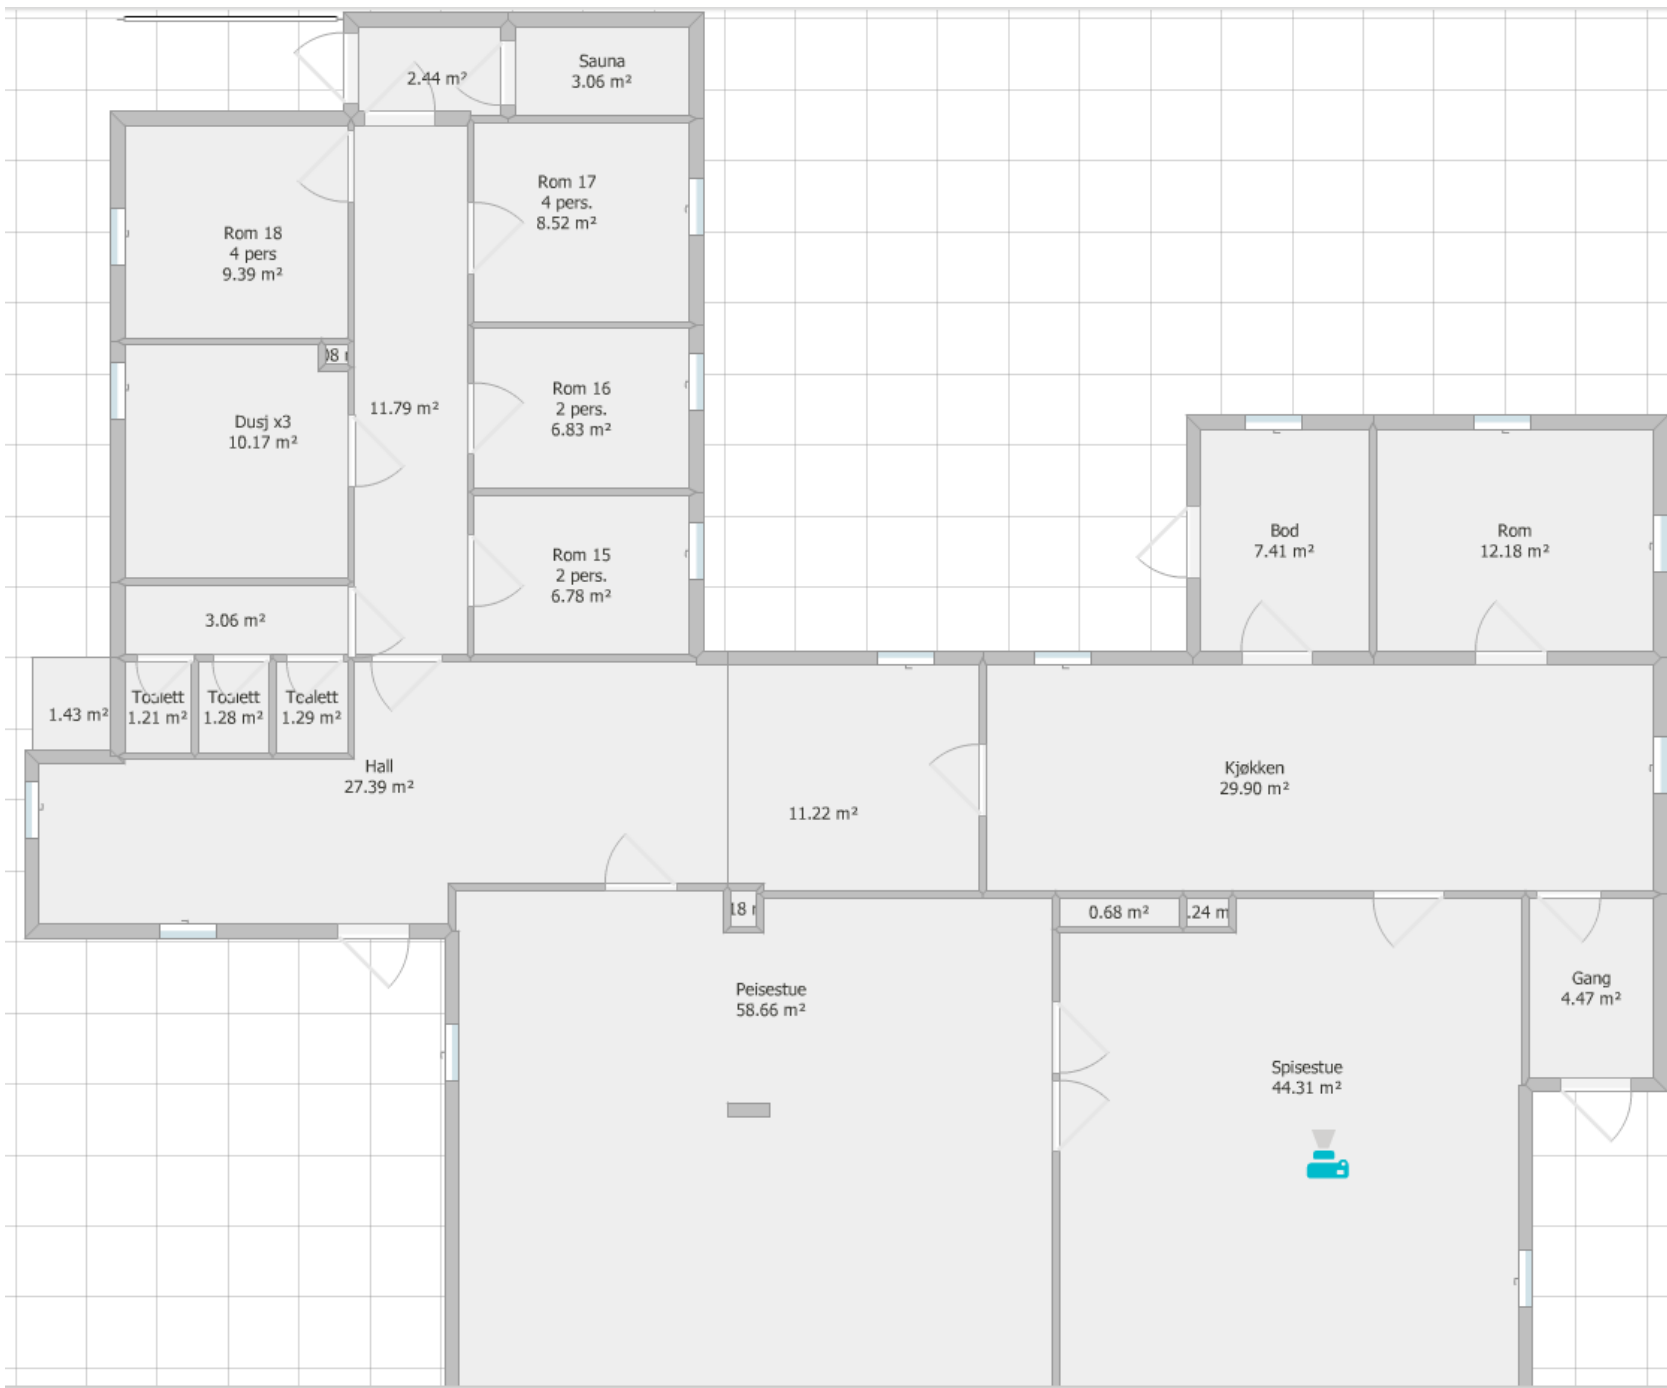 2.44 m²
Sauna
3.06 m²
Rom 17
4 pers.
8.52 m²
Rom 18
4 pers
9.39 m²
Rom 16
2 pers.
6.83 m²
11.79 m²
Dusj x3
10.17 m²
Bod
7.41 m²
Rom
12.18 m²
Rom 15
2 pers.
6.78 m²
3.06 m²
1.43 m²
Toalett
1.21 m²
Toalett
1.28 m²
Toalett
1.29 m²
Hall
27.39 m²
11.22 m²
Kjøkken
29.90 m²
0.68 m²
.24 m
Peisestue
58.66 m²
Gang
4.47 m²
Spisestue
44.31 m²